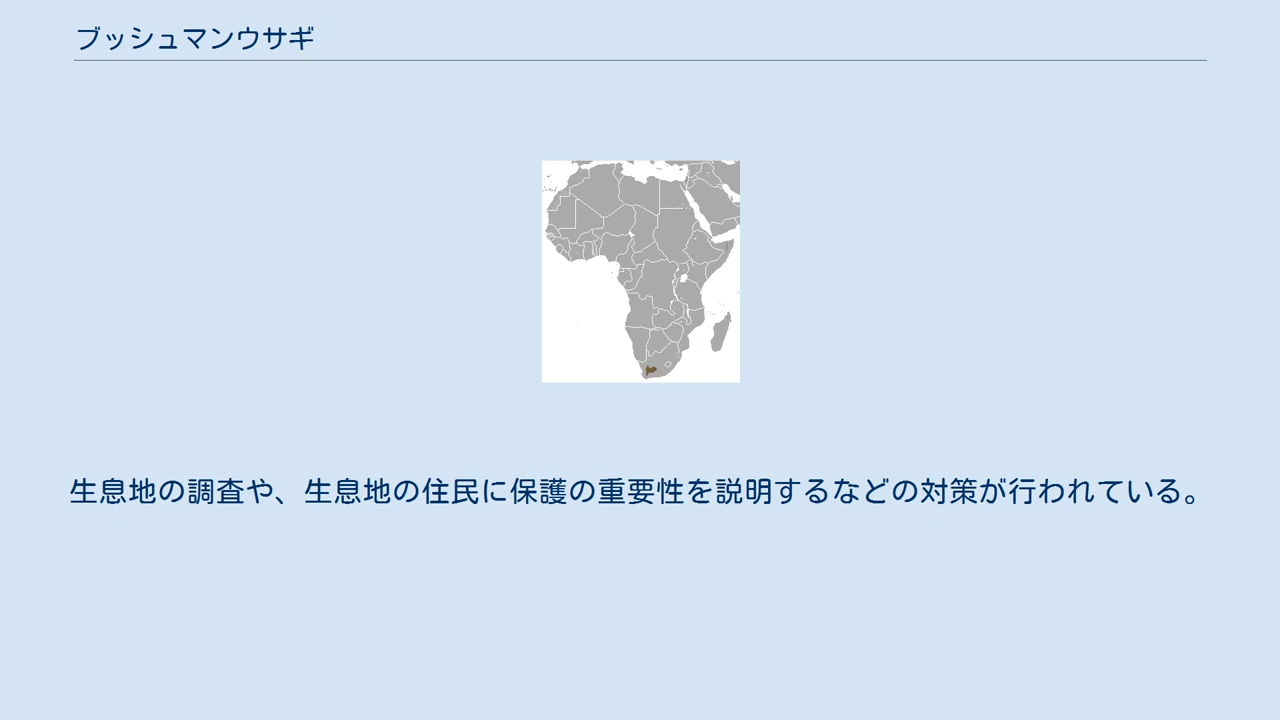 ブッシュマンウサギ
生息地の調査や、生息地の住民に保護の重要性を説明するなどの対策が行われている。